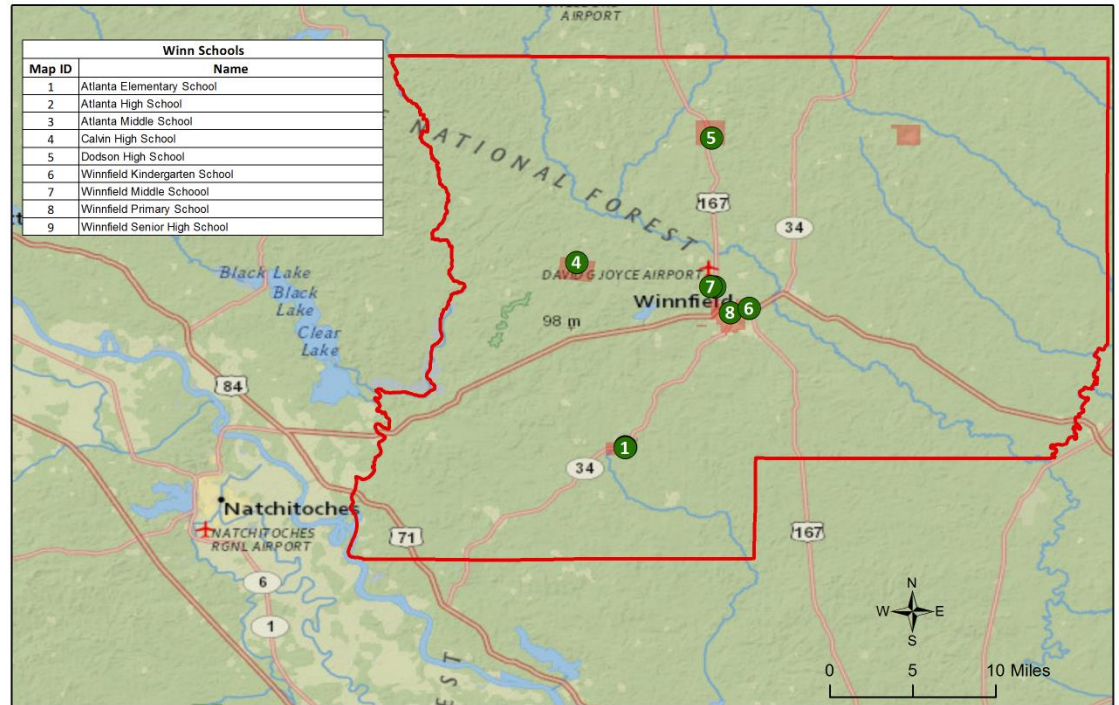 AIRPORT
Winn Schools
Map ID Name
1 Atlanta Elementary School
2 Atlanta High School
3 Atlanta Middle School
4 Calvin High School
5 Dodson High School
6 Winnfield Kindergarten School
7 Winnfield Middle Schoool
8 Winnfield Primary School
9 Winnfield Senior High School
NATIONAL FOREST
5
167
34
4
DAVID G JOYCE AIRPORT
7
Winnfield
8
6
98 m
Black Lake
Black
Lake
Clear
Lake
84
1
34
Natchitoches
NATCHITOCHES
RGNL AIRPORT
71
167
6
1
N
W E
S
0 5 10 Miles